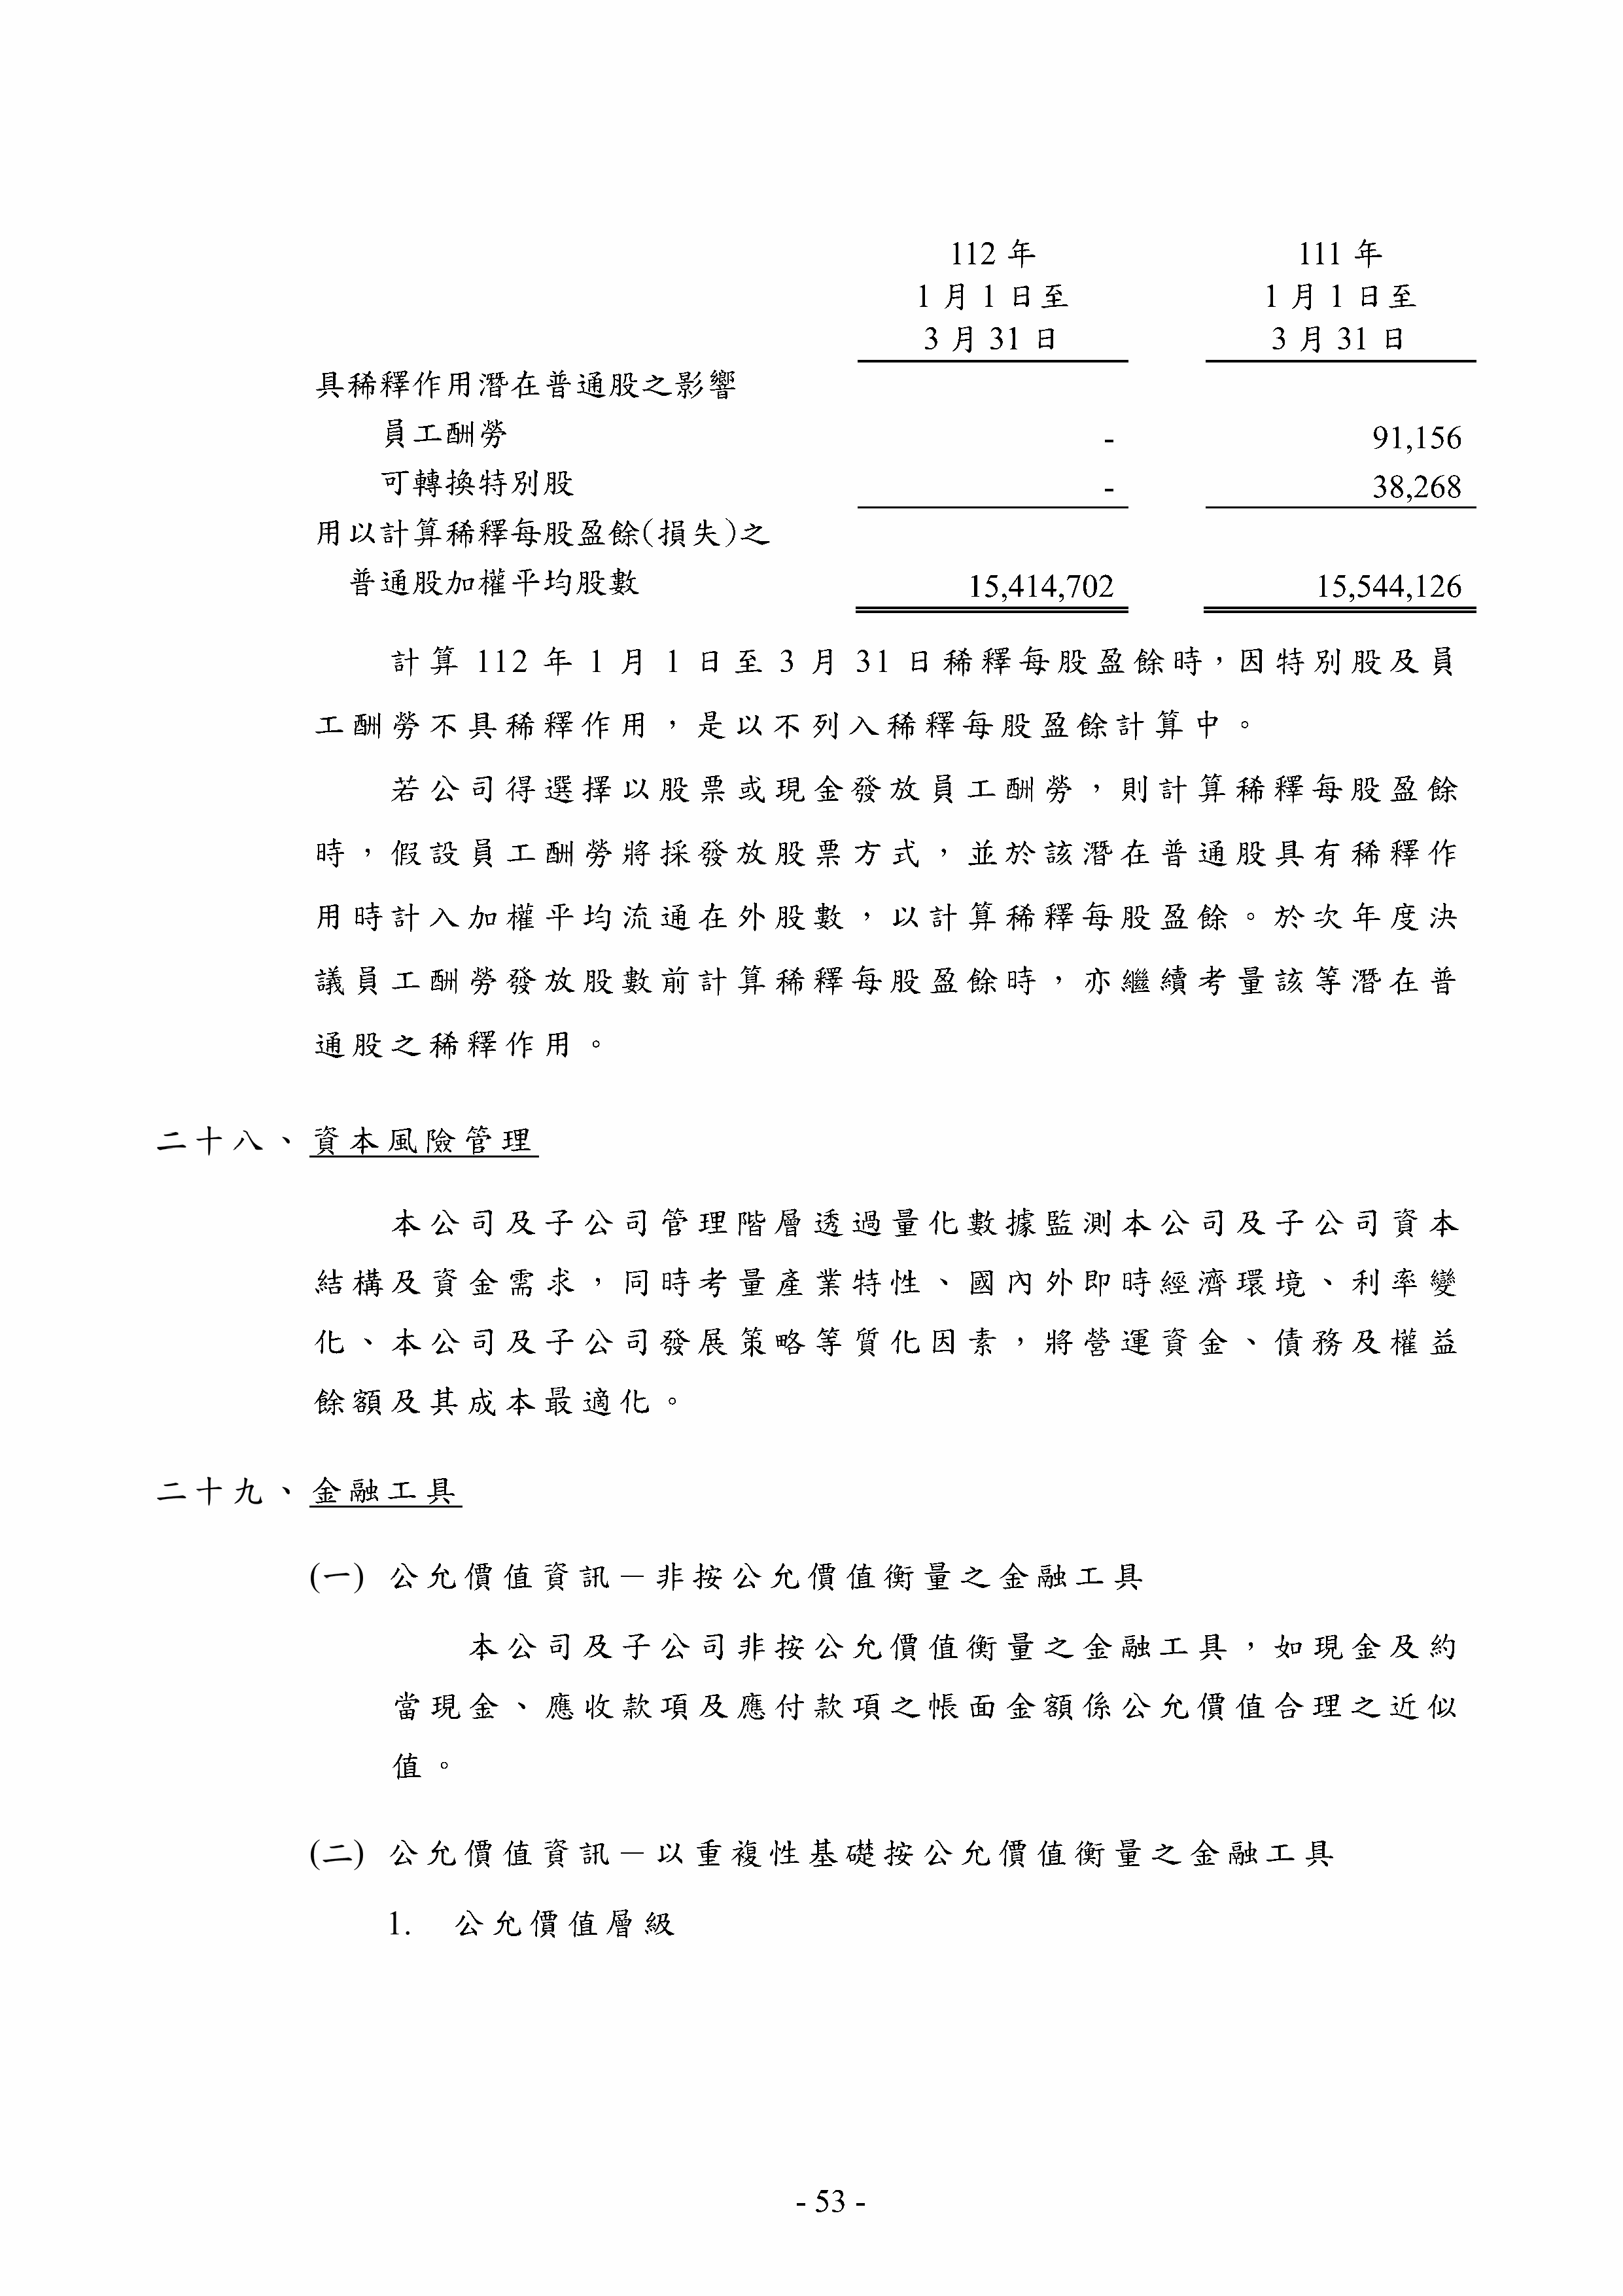 112 年 111 年
1 月 1 日至 1 月 1 日至
3 月 31 日 3 月 31 日
具稀釋作用潛在普通股之影響
員工酬勞 - 91,156
可轉換特別股 - 38,268
用以計算稀釋每股盈餘(損失)之
普通股加權平均股數 15,414,702 15,544,126
計算 112 年 1 月 1 日至 3 月 31 日稀釋每股盈餘時，因特別股及員
工酬勞不具稀釋作用，是以不列入稀釋每股盈餘計算中。
若公司得選擇以股票或現金發放員工酬勞，則計算稀釋每股盈餘
時，假設員工酬勞將採發放股票方式，並於該潛在普通股具有稀釋作
用時計入加權平均流通在外股數，以計算稀釋每股盈餘。於次年度決
議員工酬勞發放股數前計算稀釋每股盈餘時，亦繼續考量該等潛在普
通股之稀釋作用。
二十八、資本風險管理
本公司及子公司管理階層透過量化數據監測本公司及子公司資本
結構及資金需求，同時考量產業特性、國內外即時經濟環境、利率變
化、本公司及子公司發展策略等質化因素，將營運資金、債務及權益
餘額及其成本最適化。
二十九、金融工具
(一) 公允價值資訊－非按公允價值衡量之金融工具
本公司及子公司非按公允價值衡量之金融工具，如現金及約
當現金、應收款項及應付款項之帳面金額係公允價值合理之近似
值。
(二) 公允價值資訊－以重複性基礎按公允價值衡量之金融工具
1. 公允價值層級
- 53 -